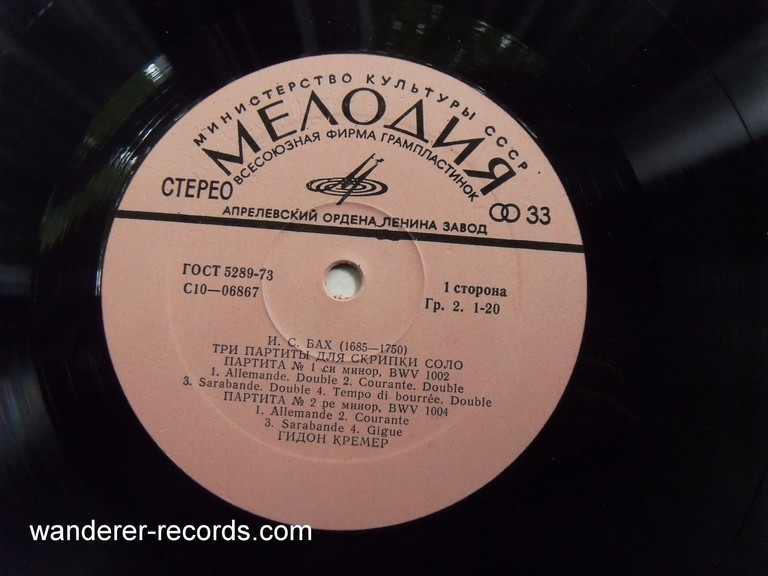 МИНИСТЕРСТВО КУЛЬТУРЫ СССР
МЕЛОДИЯ
ВСЕСОЮЗНАЯ ФИРМА ГРАМПЛАСТИНОК
СТЕРЕО
33
АПРЕЛЕВСКИЙ ОРДЕНА ЛЕНИНА ЗАВОД
ГОСТ 5289-73
С10—06867
1 сторона
Гр. 2. 1-20
И. С. БАХ (1685—1750)
ТРИ ПАРТИТЫ ДЛЯ СКРИПКИ СОЛО
ПАРТИТА № 1 си минор, BWV 1002
1. Allemande. Double 2. Courante. Double
3. Sarabande. Double 4. Tempo di bourrée. Double
ПАРТИТА № 2 ре минор, BWV 1004
1. Allemande 2. Courante
3. Sarabande 4. Gigue
ГИДОН КРЕМЕР
wanderer-records.com